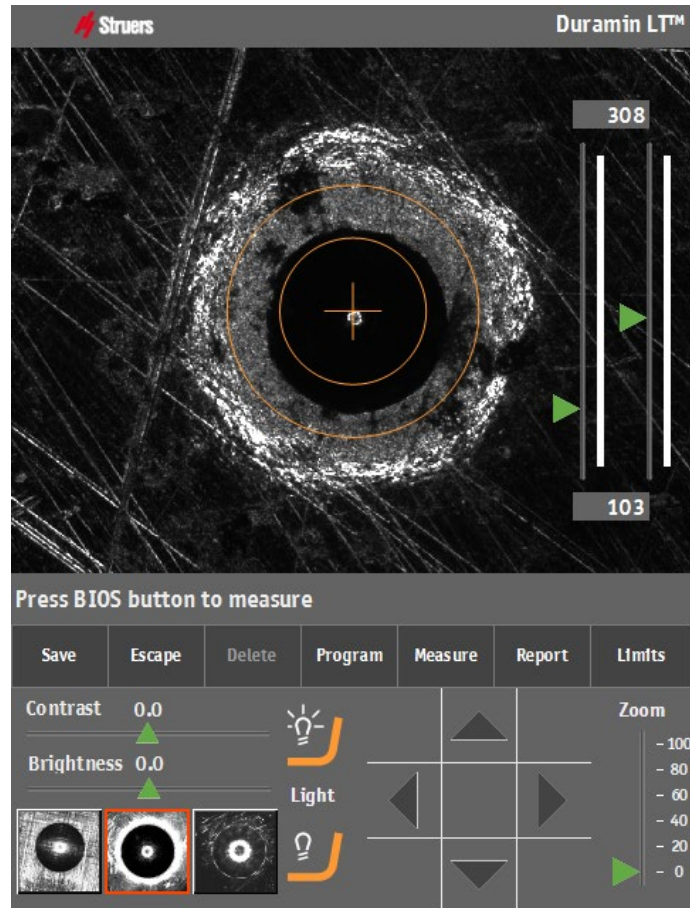 Struers
Duramin LT™
308
103
Press BIOS button to measure
Save Escape Delete Program Measure Report Limits
Contrast 0.0
Brightness 0.0
Light
Zoom
100
80
60
40
20
0